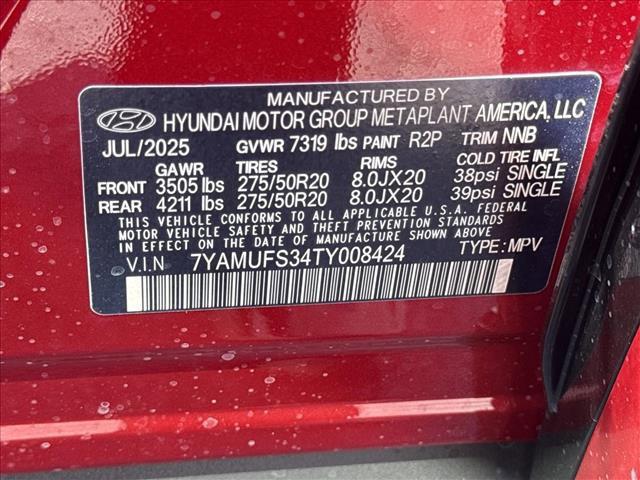 MANUFACTURED BY
HYUNDAI MOTOR GROUP METAPLANT AMERICA, LLC
JUL/2025 GVWR 7319 lbs PAINT R2P TRIM NNB
GAWR TIRES RIMS COLD TIRE INFL
FRONT 3505 lbs 275/50R20 8.0JX20 38psi SINGLE
REAR 4211 lbs 275/50R20 8.0JX20 39psi SINGLE
THIS VEHICLE CONFORMS TO ALL APPLICABLE U.S.A. FEDERAL
MOTOR VEHICLE SAFETY AND THEFT PREVENTION STANDARDS
IN EFFECT ON THE DATE OF MANUFACTURE SHOWN ABOVE.
V.I.N 7YAMUFS34TY008424 TYPE: MPV